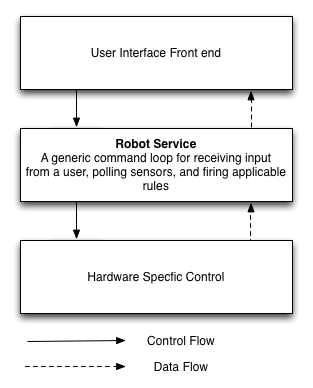 User Interface Front end
Robot Service
A generic command loop for receiving input
from a user, polling sensors, and firing applicable
rules
Hardware Specfic Control
Control Flow
Data Flow